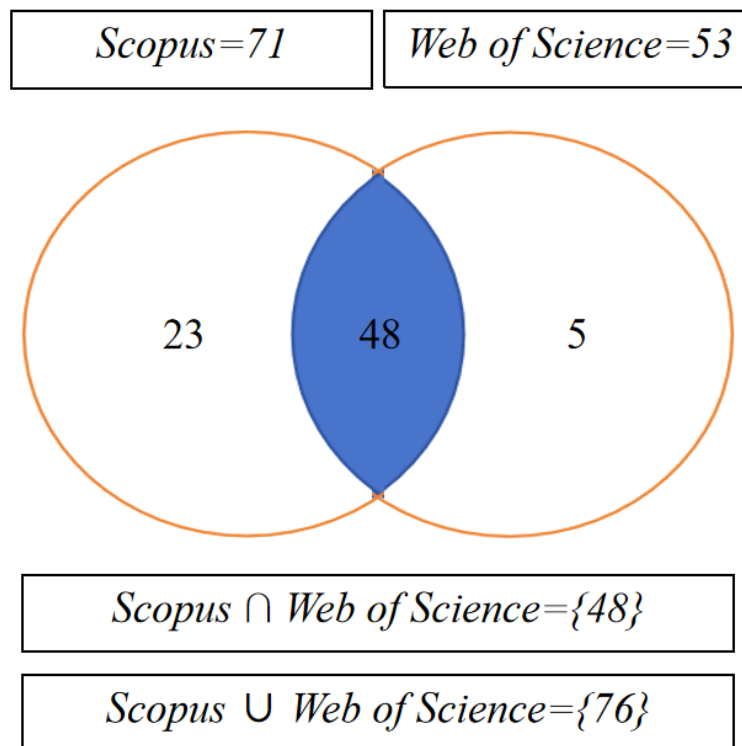 Scopus=71
Web of Science=53
23
48
5
Scopus ∩ Web of Science={48}
Scopus ∪ Web of Science={76}